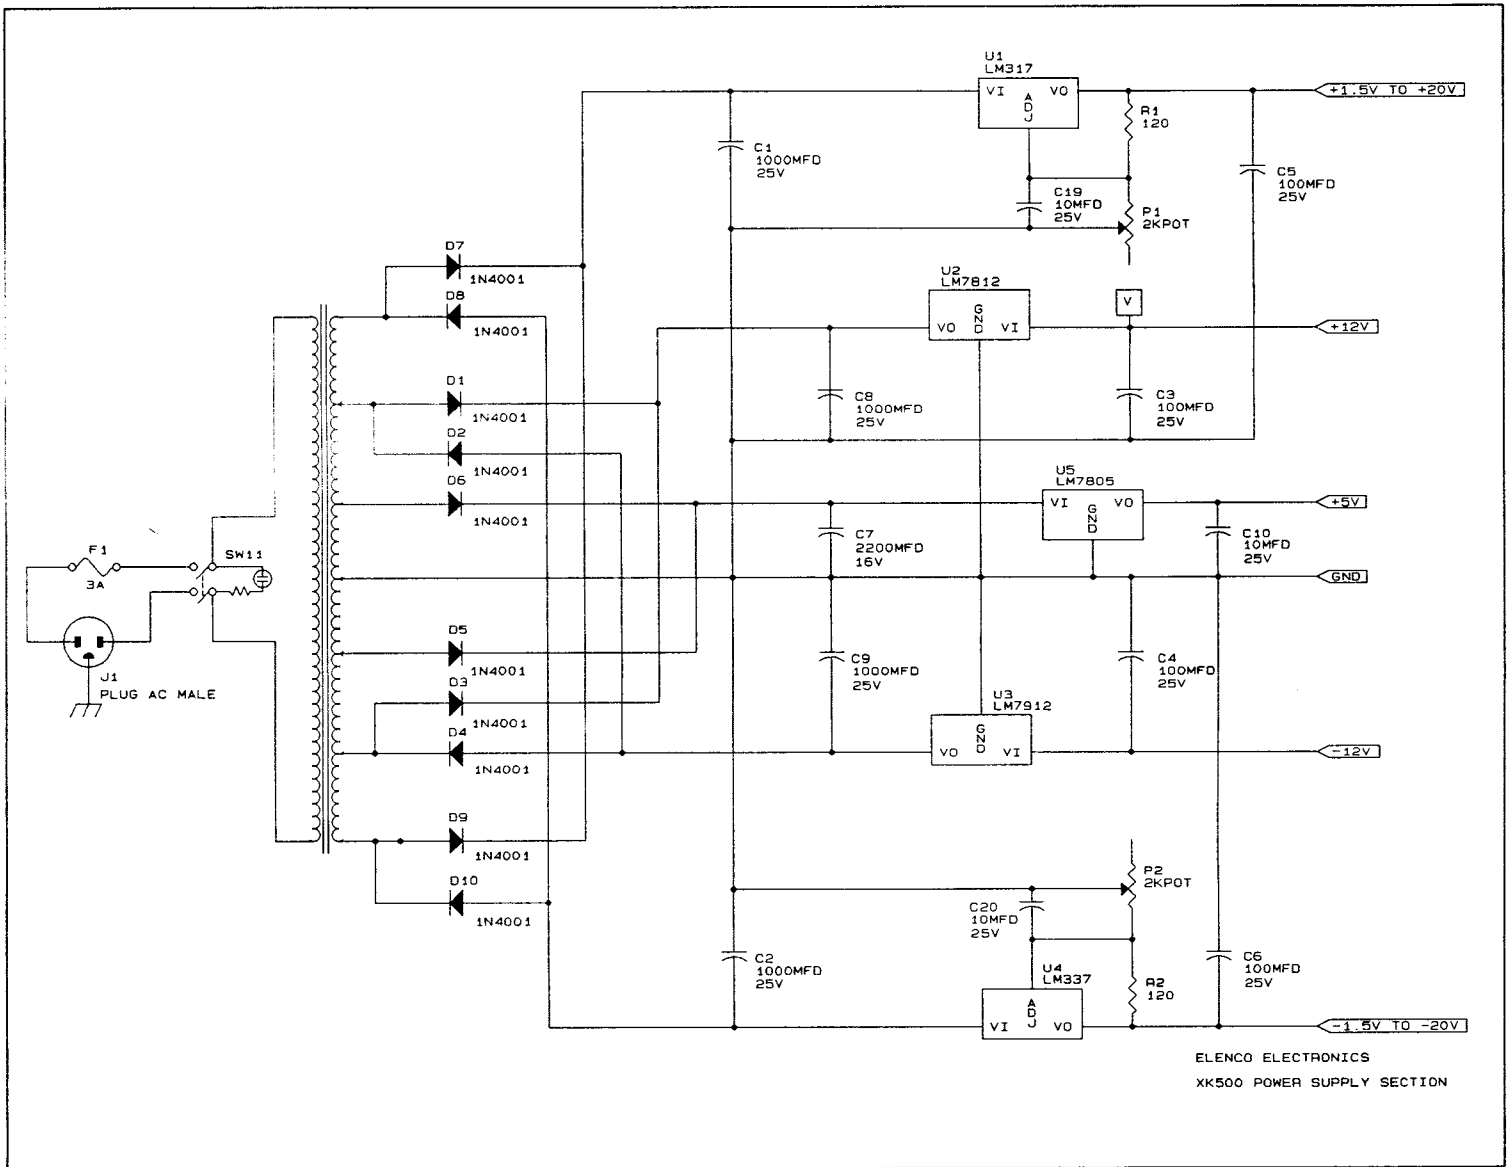 U1
LM317
VI
ADJ
VO
+1.5V TO +20V
R1
120
C1
1000MFD
25V
C19
10MFD
25V
P1
2KPOT
C5
100MFD
25V
D7
1N4001
D8
1N4001
U2
LM7812
VO
GND
VI
V
+12V
D1
1N4001
C8
1000MFD
25V
C3
100MFD
25V
D2
1N4001
D6
1N4001
U5
LM7805
VI
GND
VO
+5V
C7
2200MFD
16V
C10
10MFD
25V
F1
3A
SW11
GND
J1
PLUG AC MALE
D5
1N4001
D3
1N4001
D4
1N4001
C9
1000MFD
25V
C4
100MFD
25V
U3
LM7912
VO
GND
VI
-12V
D9
1N4001
D10
1N4001
P2
2KPOT
C20
10MFD
25V
C2
1000MFD
25V
U4
LM337
VI
ADJ
VO
R2
120
C6
100MFD
25V
-1.5V TO -20V
ELENCO ELECTRONICS
XK500 POWER SUPPLY SECTION